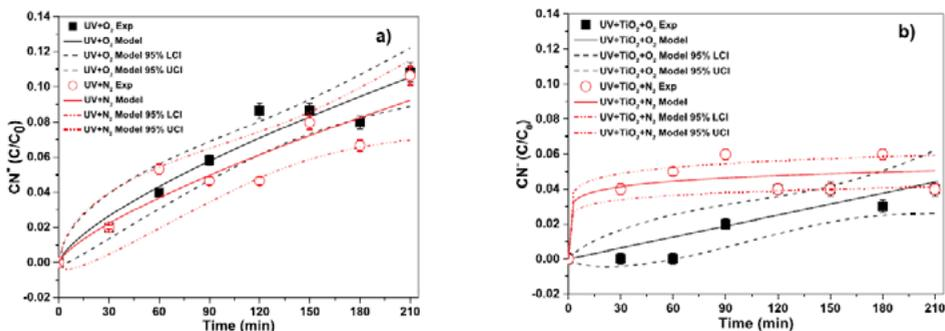 a)
UV+O2 Exp
UV+O2 Model
UV+O2 Model 95% LCI
UV+O2 Model 95% UCI
UV+N2 Exp
UV+N2 Model
UV+N2 Model 95% LCI
UV+N2 Model 95% UCI
CN⁻ (C/C0)
0.14
0.12
0.10
0.08
0.06
0.04
0.02
0.00
-0.02
0 30 60 90 120 150 180 210
Time (min)
b)
UV+TiO2+O2 Exp
UV+TiO2+O2 Model
UV+TiO2+O2 Model 95% LCI
UV+TiO2+O2 Model 95% UCI
UV+TiO2+N2 Exp
UV+TiO2+N2 Model
UV+TiO2+N2 Model 95% LCI
UV+TiO2+N2 Model 95% UCI
CN⁻ (C/C0)
0.14
0.12
0.10
0.08
0.06
0.04
0.02
0.00
-0.02
0 30 60 90 120 150 180 210
Time (min)